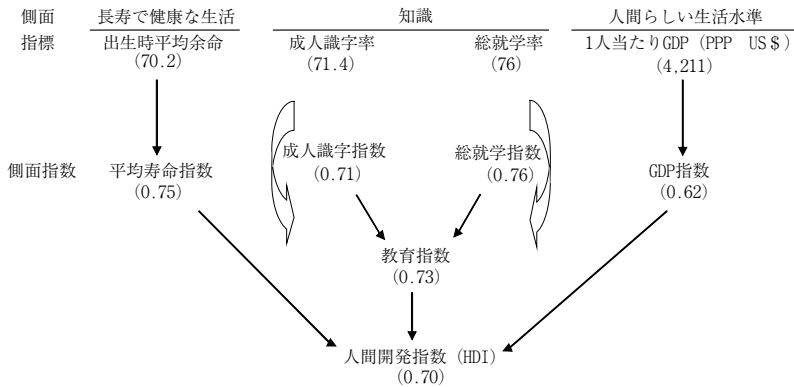 側面 長寿で健康な生活 知識 人間らしい生活水準
指標 出生時平均余命 成人識字率 総就学率 1人当たりGDP(PPP US＄)
(70.2) (71.4) (76) (4,211)
側面指数 平均寿命指数 成人識字指数 総就学指数 GDP指数
(0.75) (0.71) (0.76) (0.62)
教育指数
(0.73)
人間開発指数(HDI)
(0.70)